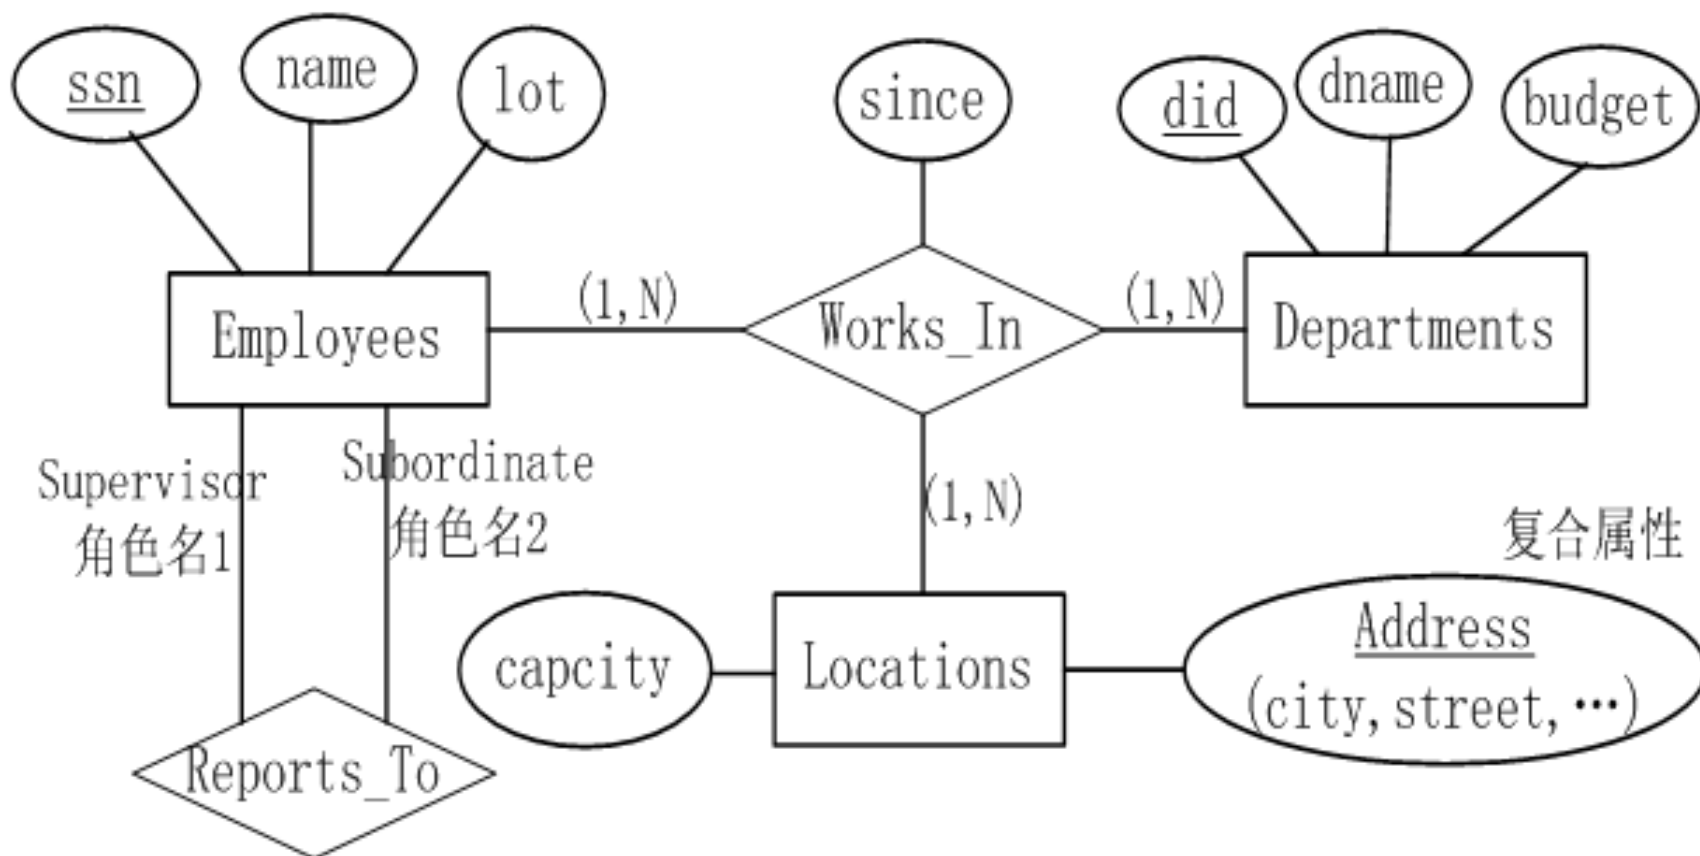 ssn
name
lot
since
did
dname
budget
Employees
(1,N)
Works_In
(1,N)
Departments
Supervisor
角色名1
Subordinate
角色名2
(1,N)
复合属性
capcity
Locations
Address
(city,street,…)
Reports_To